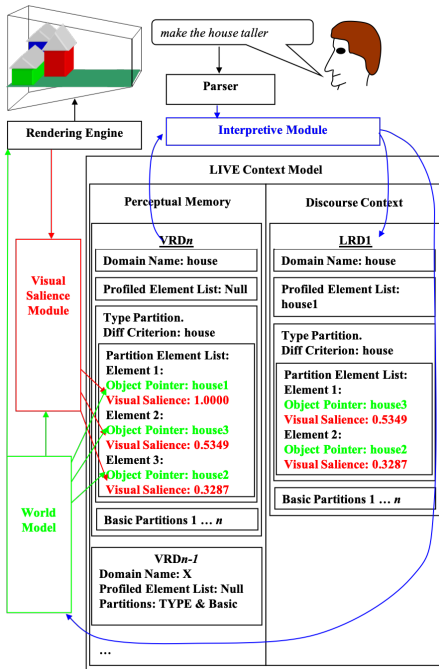 make the house taller
Parser
Rendering Engine
Interpretive Module
LIVE Context Model
Perceptual Memory
Discourse Context
VRDn
Domain Name: house
Profiled Element List: Null
Type Partition.
Diff Criterion: house
Partition Element List:
Element 1:
Object Pointer: house1
Visual Salience: 1.0000
Element 2:
Object Pointer: house3
Visual Salience: 0.5349
Element 3:
Object Pointer: house2
Visual Salience: 0.3287
Basic Partitions 1 … n
VRDn-1
Domain Name: X
Profiled Element List: Null
Partitions: TYPE & Basic
…
LRD1
Domain Name: house
Profiled Element List:
house1
Type Partition.
Diff Criterion: house
Partition Element List:
Element 1:
Object Pointer: house3
Visual Salience: 0.5349
Element 2:
Object Pointer: house2
Visual Salience: 0.3287
Basic Partitions 1 … n
Visual
Salience
Module
World
Model